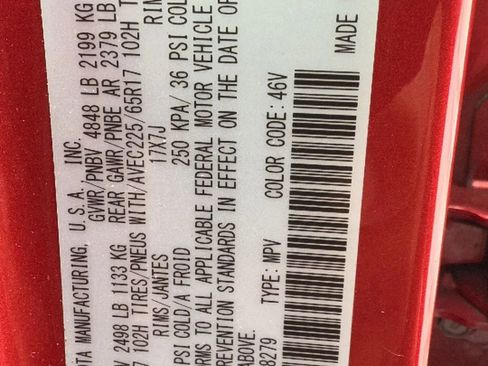 OTA MANUFACTURING, U.S.A. INC.
GVWR/PNBV 4848 LB 2199 KG
V 2498 LB 1133 KG REAR GAWR/PNBE AR 2379 LB
7 102H TIRES/PNEUS WITH/AVEC225/65R17 102H T
RIMS/JANTES 17X7J RIMS
PSI COLD/A FROID 250 KPA/ 36 PSI COLD/
RMS TO ALL APPLICABLE FEDERAL MOTOR VEHICLE
REVENTION STANDARDS IN EFFECT ON THE DATE OF
ABOVE.
8279 TYPE: MPV COLOR CODE: 46V
MADE